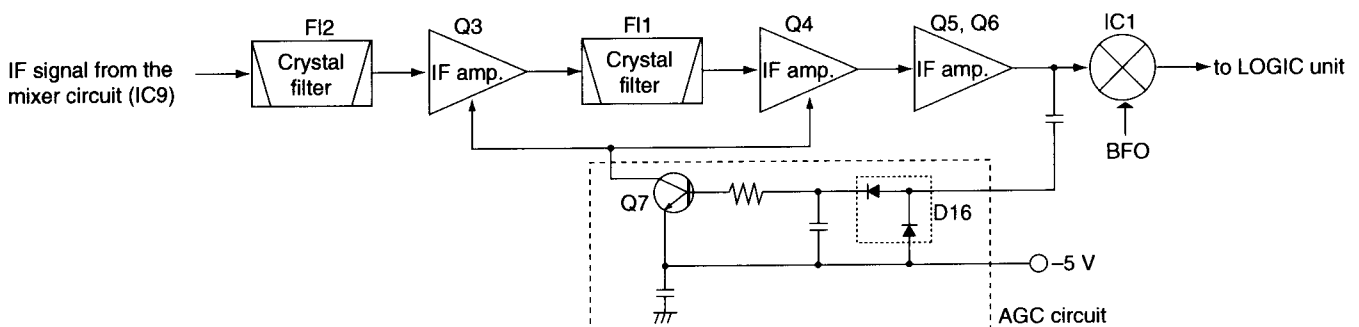 FI2
Q3
FI1
Q4
Q5, Q6
IC1
IF signal from the
mixer circuit (IC9)
Crystal
filter
IF amp.
Crystal
filter
IF amp.
IF amp.
to LOGIC unit
BFO
Q7
D16
–5 V
AGC circuit